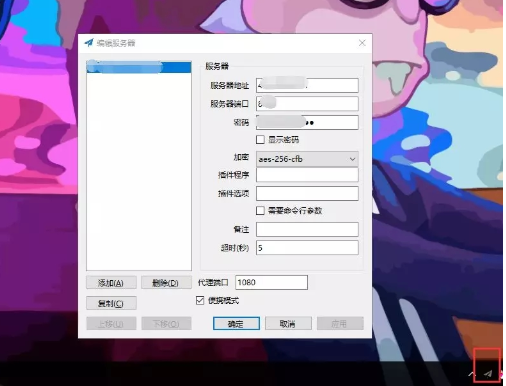 编辑服务器
服务器
服务器地址
服务器端口
密码
显示密码
加密 aes-256-cfb
插件程序
插件选项
需要命令行参数
备注
超时(秒) 5
添加(A) 删除(D) 代理端口 1080
复制(C) 便携模式
上移(U) 下移(O) 确定 取消 应用